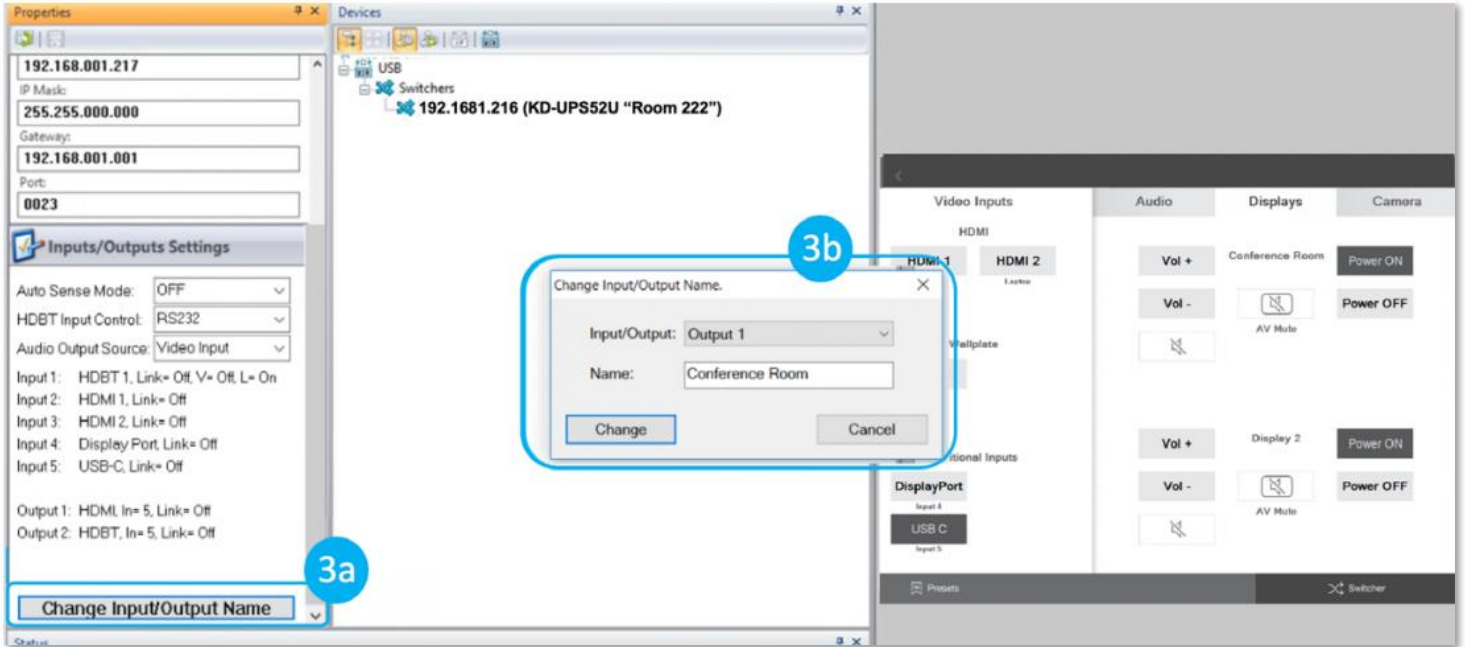 Properties
192.168.001.217
IP Mask:
255.255.000.000
Gateway:
192.168.001.001
Port:
0023
Inputs/Outputs Settings
Auto Sense Mode: OFF
HDBT Input Control: RS232
Audio Output Source: Video Input
Input 1: HDBT 1, Link= Off, V= Off, L= On
Input 2: HDMI 1, Link= Off
Input 3: HDMI 2, Link= Off
Input 4: Display Port, Link= Off
Input 5: USB-C, Link= Off
Output 1: HDMI, In= 5, Link= Off
Output 2: HDBT, In= 5, Link= Off
3a
Change Input/Output Name
Status
Devices
USB
Switchers
192.1681.216 (KD-UPS52U “Room 222”)
3b
Change Input/Output Name.
Input/Output: Output 1
Name: Conference Room
Change Cancel
Video Inputs
HDMI
HDMI 1 HDMI 2
Laptop
Wallplate
itional Inputs
DisplayPort
Input 4
USB C
Input 5
Audio Displays Camera
Vol + Conference Room Power ON
Vol - Power OFF
AV Mute
Vol + Display 2 Power ON
Vol - Power OFF
AV Mute
Presets Switcher